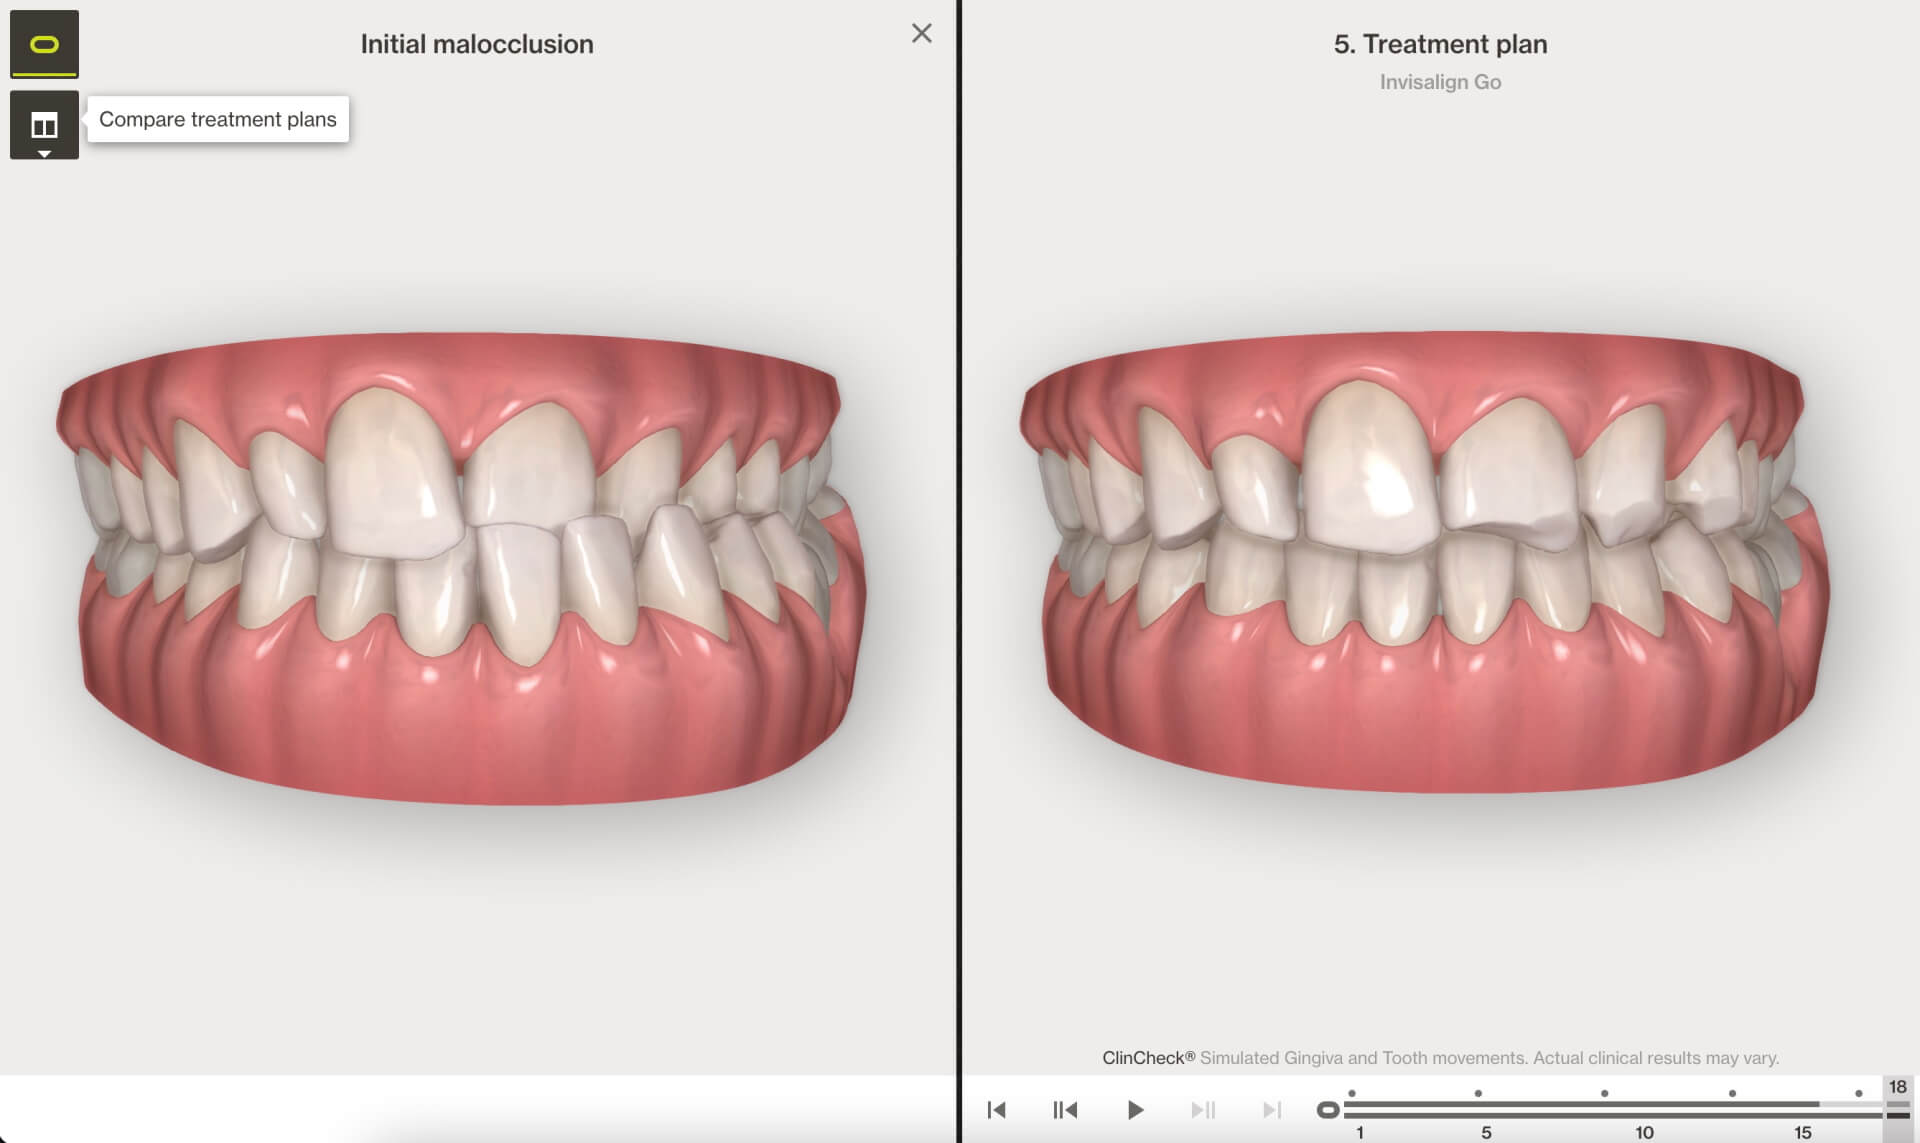 Initial malocclusion
Compare treatment plans
5. Treatment plan
Invisalign Go
ClinCheck® Simulated Gingiva and Tooth movements. Actual clinical results may vary.
18
1 5 10 15